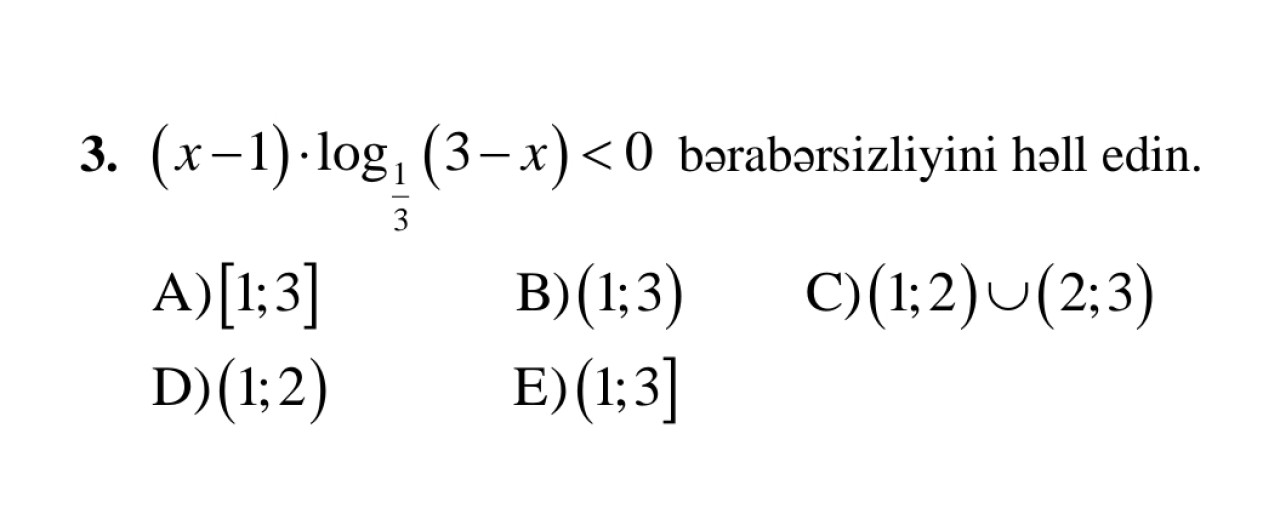 3. (x−1)·log_{1/3}(3−x)<0 bərabərsizliyini həll edin.
A)[1;3] B)(1;3) C)(1;2)∪(2;3)
D)(1;2) E)(1;3]